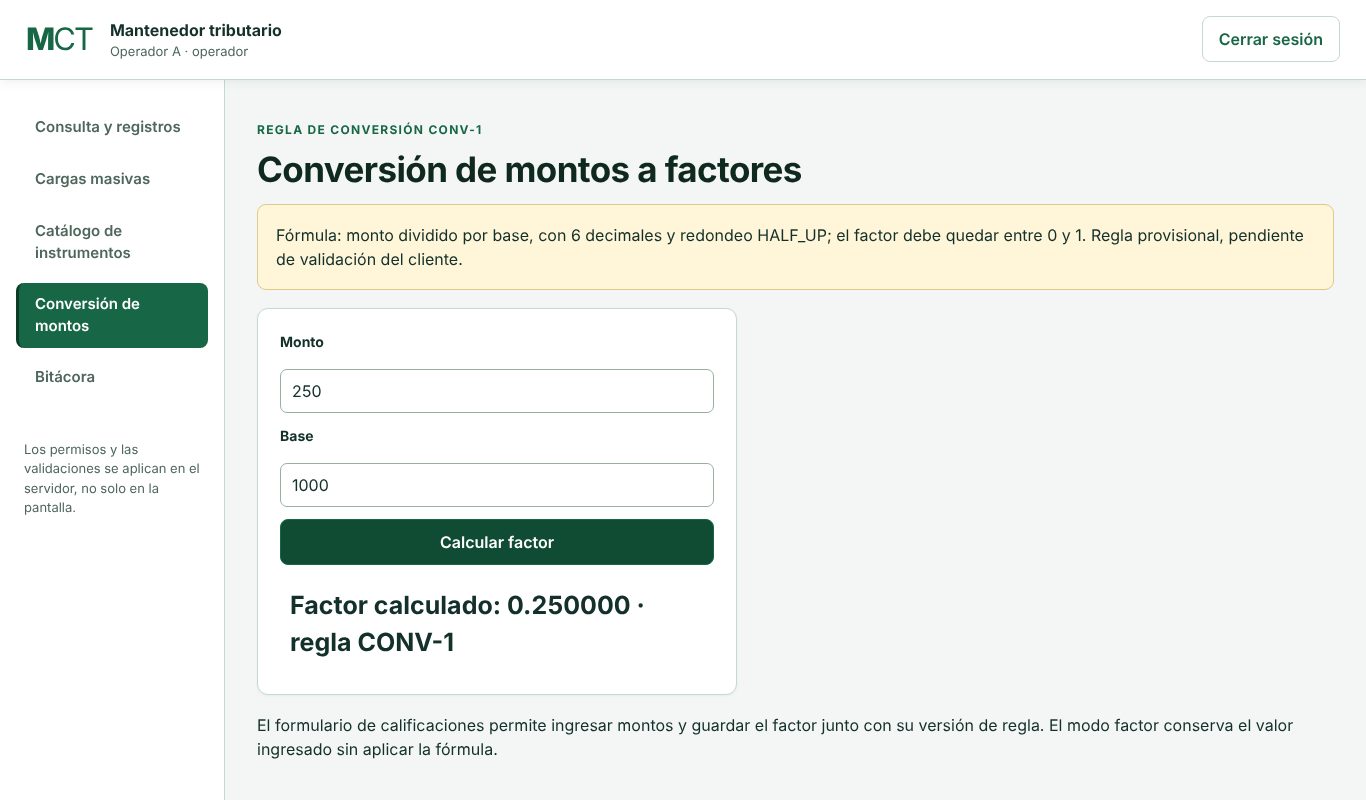 MCT
Mantenedor tributario
Operador A · operador
Cerrar sesión
Consulta y registros
Cargas masivas
Catálogo de
instrumentos
Conversión de
montos
Bitácora
Los permisos y las
validaciones se aplican en el
servidor, no solo en la
pantalla.
REGLA DE CONVERSIÓN CONV-1
Conversión de montos a factores
Fórmula: monto dividido por base, con 6 decimales y redondeo HALF_UP; el factor debe quedar entre 0 y 1. Regla provisional, pendiente
de validación del cliente.
Monto
250
Base
1000
Calcular factor
Factor calculado: 0.250000 ·
regla CONV-1
El formulario de calificaciones permite ingresar montos y guardar el factor junto con su versión de regla. El modo factor conserva el valor
ingresado sin aplicar la fórmula.